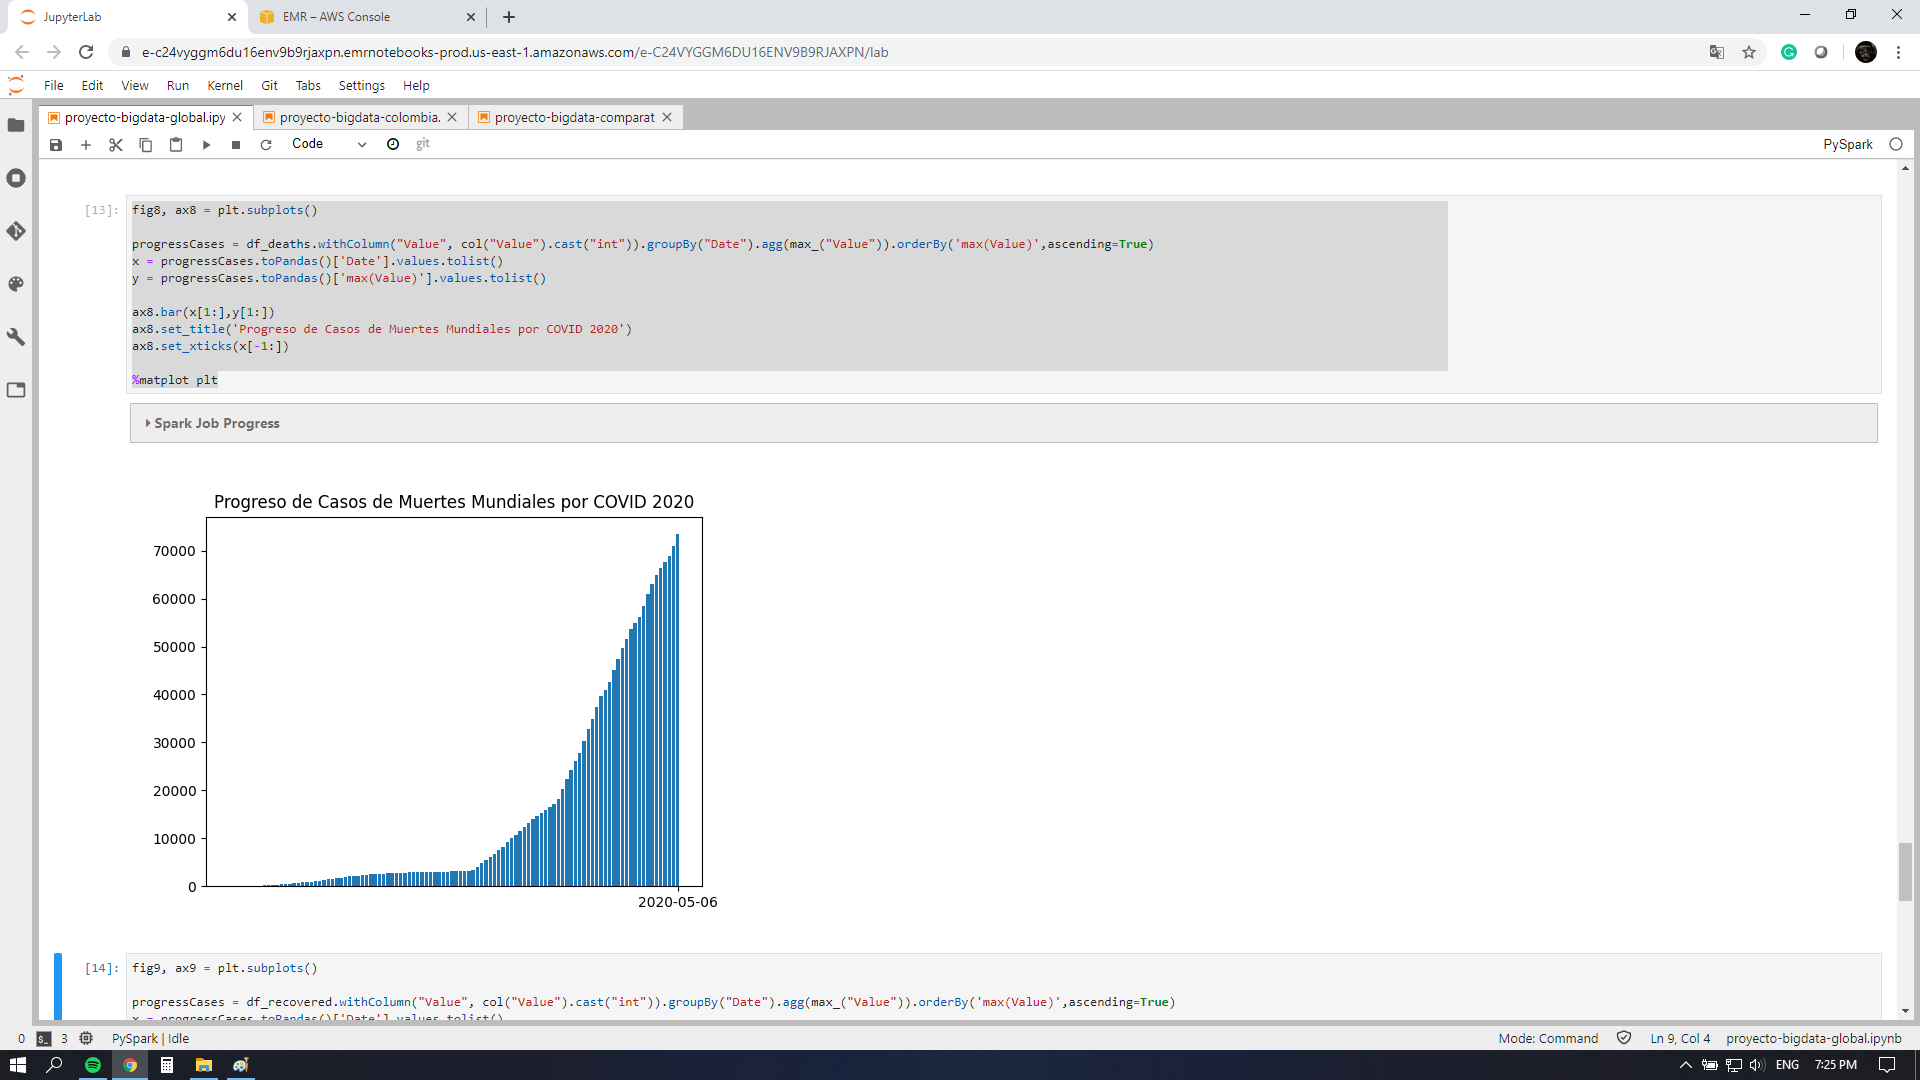 JupyterLab
EMR – AWS Console
e-c24vyggm6du16env9b9rjaxpn.emrnotebooks-prod.us-east-1.amazonaws.com/e-C24VYGGM6DU16ENV9B9RJAXPN/lab
File Edit View Run Kernel Git Tabs Settings Help
proyecto-bigdata-global.ipy
proyecto-bigdata-colombia.
proyecto-bigdata-comparat
Code
git
PySpark
[13]:
fig8, ax8 = plt.subplots()
progressCases = df_deaths.withColumn("Value", col("Value").cast("int")).groupBy("Date").agg(max_("Value")).orderBy('max(Value)',ascending=True)
x = progressCases.toPandas()['Date'].values.tolist()
y = progressCases.toPandas()['max(Value)'].values.tolist()
ax8.bar(x[1:],y[1:])
ax8.set_title('Progreso de Casos de Muertes Mundiales por COVID 2020')
ax8.set_xticks(x[-1:])
%matplot plt
Spark Job Progress
Progreso de Casos de Muertes Mundiales por COVID 2020
70000
60000
50000
40000
30000
20000
10000
0
2020-05-06
[14]:
fig9, ax9 = plt.subplots()
progressCases = df_recovered.withColumn("Value", col("Value").cast("int")).groupBy("Date").agg(max_("Value")).orderBy('max(Value)',ascending=True)
x = progressCases.toPandas()['Date'].values.tolist()
0 $_ 3 PySpark | Idle
Mode: Command Ln 9, Col 4 proyecto-bigdata-global.ipynb
ENG 7:25 PM